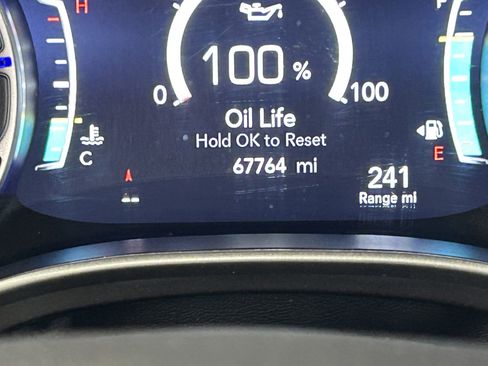 H
F
100 %
0
100
Oil Life
Hold OK to Reset
C
E
67764 mi
241
Range mi